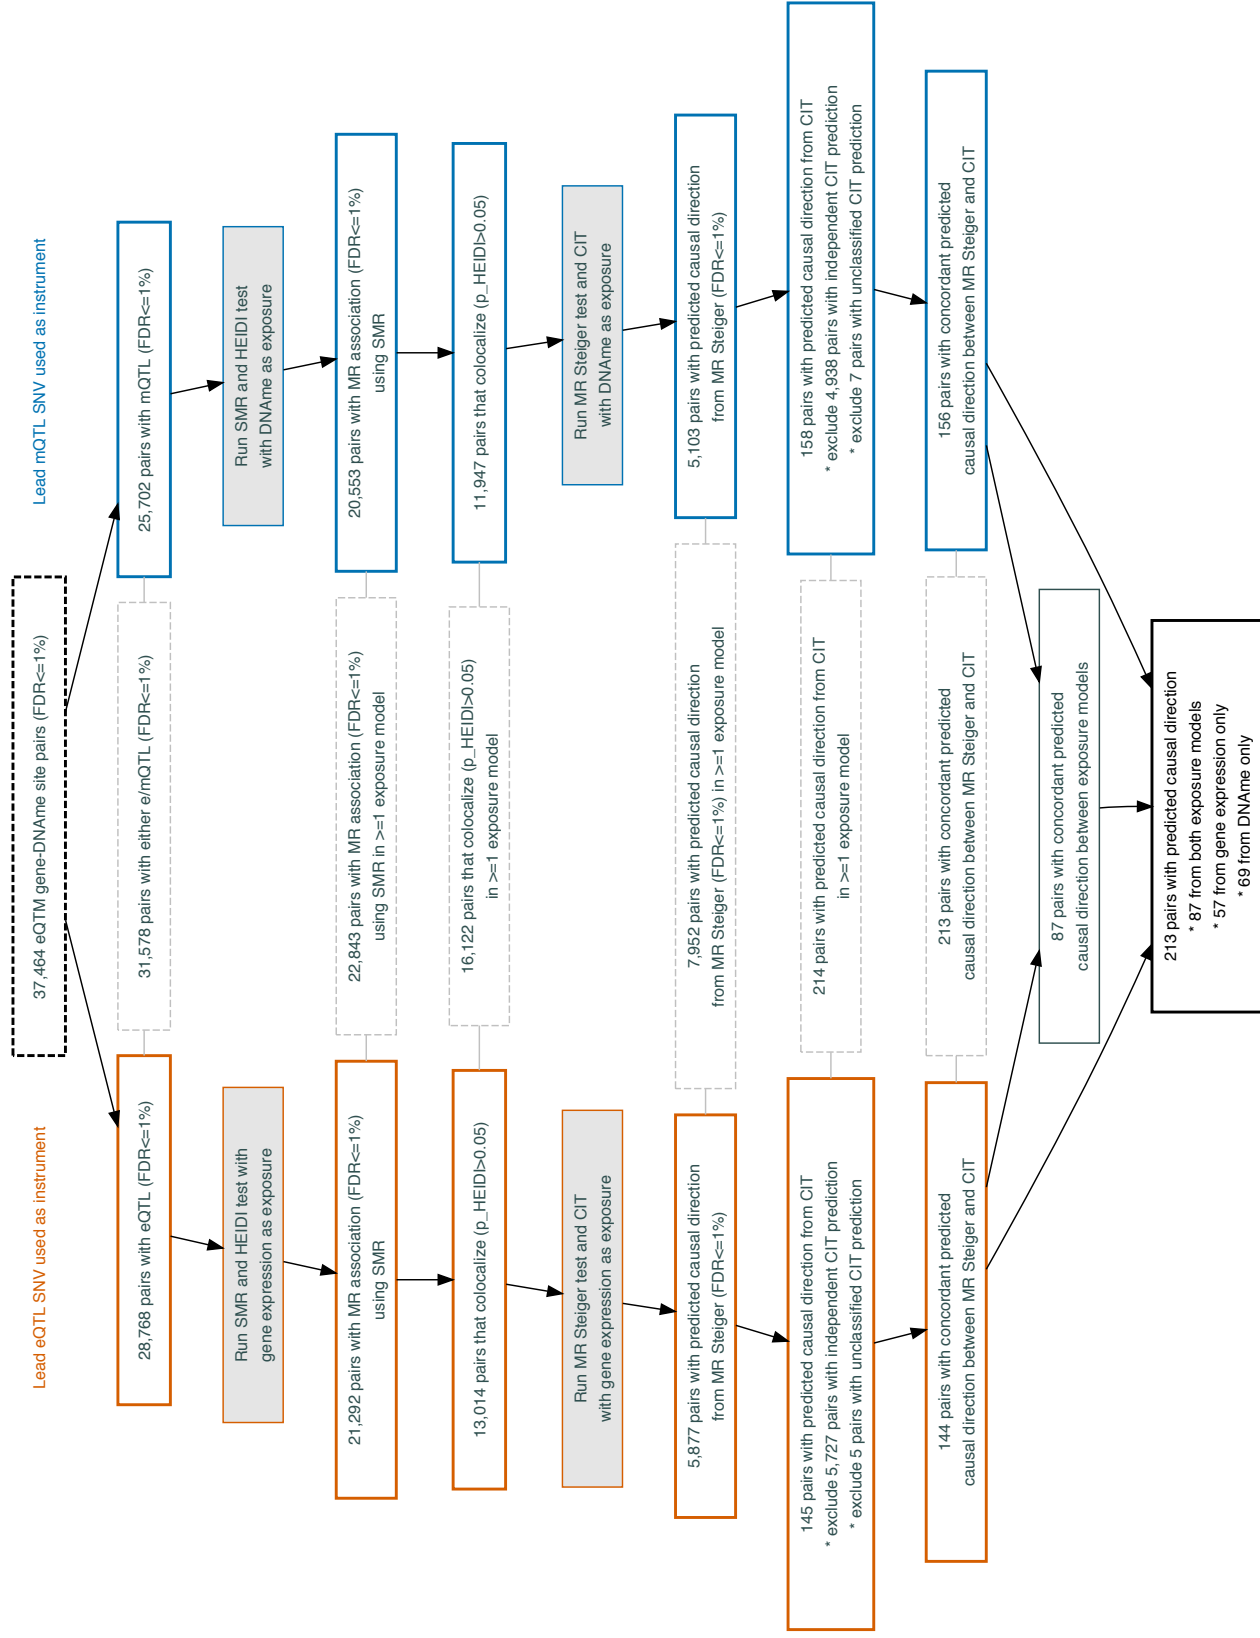 Lead eQTL SNV used as instrument
Lead mQTL SNV used as instrument
37,464 eQTM gene-DNAme site pairs (FDR<=1%)
28,768 pairs with eQTL (FDR<=1%)
31,578 pairs with either e/mQTL (FDR<=1%)
25,702 pairs with mQTL (FDR<=1%)
Run SMR and HEIDI test with
gene expression as exposure
Run SMR and HEIDI test
with DNAme as exposure
21,292 pairs with MR association (FDR<=1%)
using SMR
22,843 pairs with MR association (FDR<=1%)
using SMR in >=1 exposure model
20,553 pairs with MR association (FDR<=1%)
using SMR
13,014 pairs that colocalize (p_HEIDI>0.05)
16,122 pairs that colocalize (p_HEIDI>0.05)
in >=1 exposure model
11,947 pairs that colocalize (p_HEIDI>0.05)
Run MR Steiger test and CIT
with gene expression as exposure
Run MR Steiger test and CIT
with DNAme as exposure
5,877 pairs with predicted causal direction
from MR Steiger (FDR<=1%)
7,952 pairs with predicted causal direction
from MR Steiger (FDR<=1%) in >=1 exposure model
5,103 pairs with predicted causal direction
from MR Steiger (FDR<=1%)
145 pairs with predicted causal direction from CIT
* exclude 5,727 pairs with independent CIT prediction
* exclude 5 pairs with unclassified CIT prediction
214 pairs with predicted causal direction from CIT
in >=1 exposure model
158 pairs with predicted causal direction from CIT
* exclude 4,938 pairs with independent CIT prediction
* exclude 7 pairs with unclassified CIT prediction
144 pairs with concordant predicted
causal direction between MR Steiger and CIT
213 pairs with concordant predicted
causal direction between MR Steiger and CIT
156 pairs with concordant predicted
causal direction between MR Steiger and CIT
87 pairs with concordant predicted
causal direction between exposure models
213 pairs with predicted causal direction
* 87 from both exposure models
* 57 from gene expression only
* 69 from DNAme only